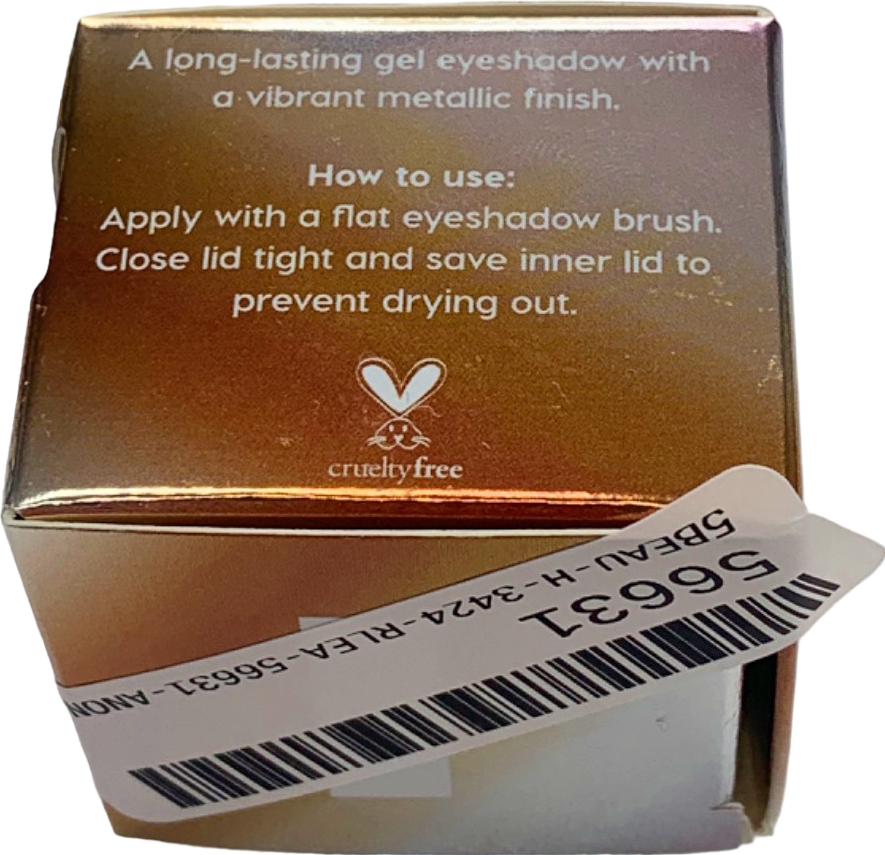 A long-lasting gel eyeshadow with
a vibrant metallic finish.
How to use:
Apply with a flat eyeshadow brush.
Close lid tight and save inner lid to
prevent drying out.
crueltyfree
56631
5BEAU-H-3424-RLEA-56631-ANON